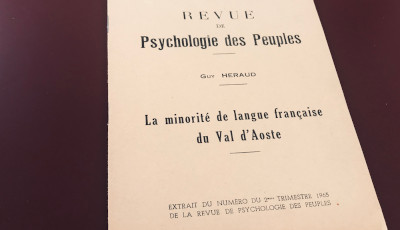 REVUE
DE
Psychologie des Peuples
GUY HERAUD
La minorité de langue française
du Val d'Aoste
EXTRAIT DU NUMÉRO DU 2me TRIMESTRE 1965
DE LA REVUE DE PSYCHOLOGIE DES PEUPLES